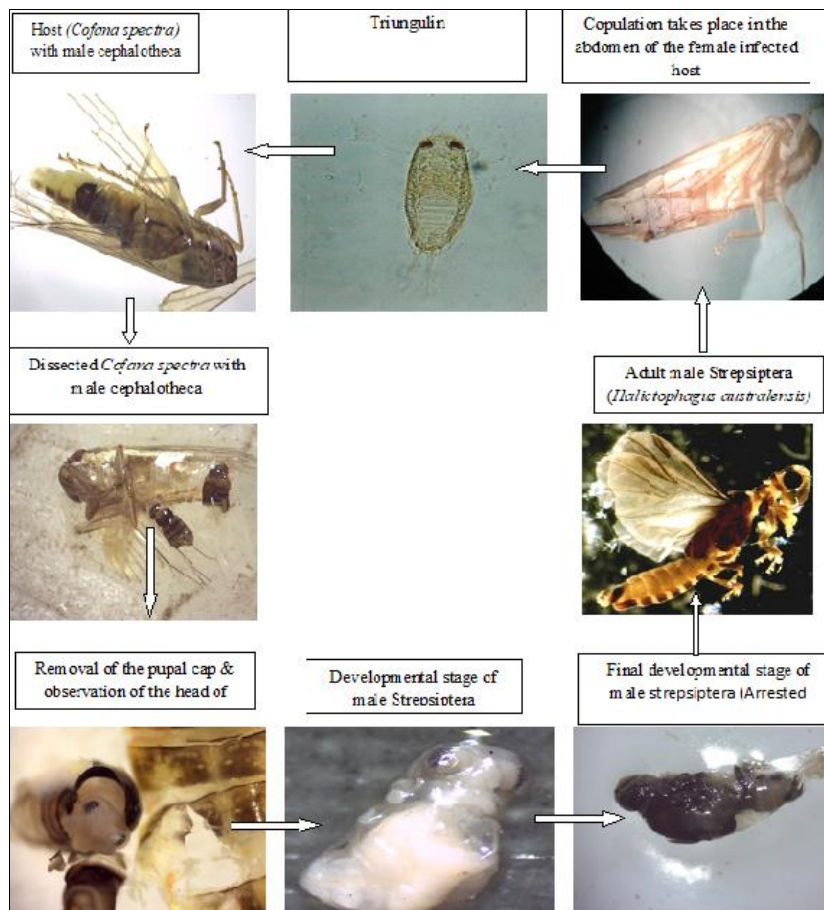 Host (Cofana spectra)
with male cephalotheca
Triungulin
Copulation takes place in the
abdomen of the female infected
host
Dissected Cofana spectra with
male cephalotheca
Adult male Strepsiptera
(Halictophagus australensis)
Removal of the pupal cap &
observation of the head of
Developmental stage of
male Strepsiptera
Final developmental stage of
male strepsiptera (Arrested